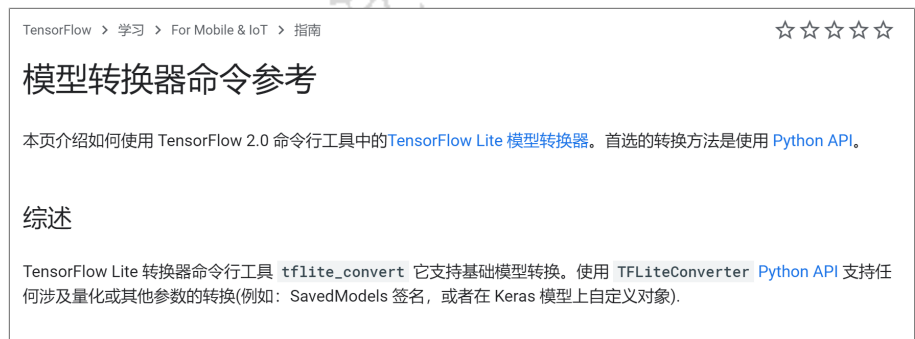 TensorFlow > 学习 > For Mobile & IoT > 指南
模型转换器命令参考
本页介绍如何使用 TensorFlow 2.0 命令行工具中的TensorFlow Lite 模型转换器。首选的转换方法是使用 Python API。
综述
TensorFlow Lite 转换器命令行工具 tflite_convert 它支持基础模型转换。使用 TFLiteConverter Python API 支持任
何涉及量化或其他参数的转换(例如：SavedModels 签名，或者在 Keras 模型上自定义对象).